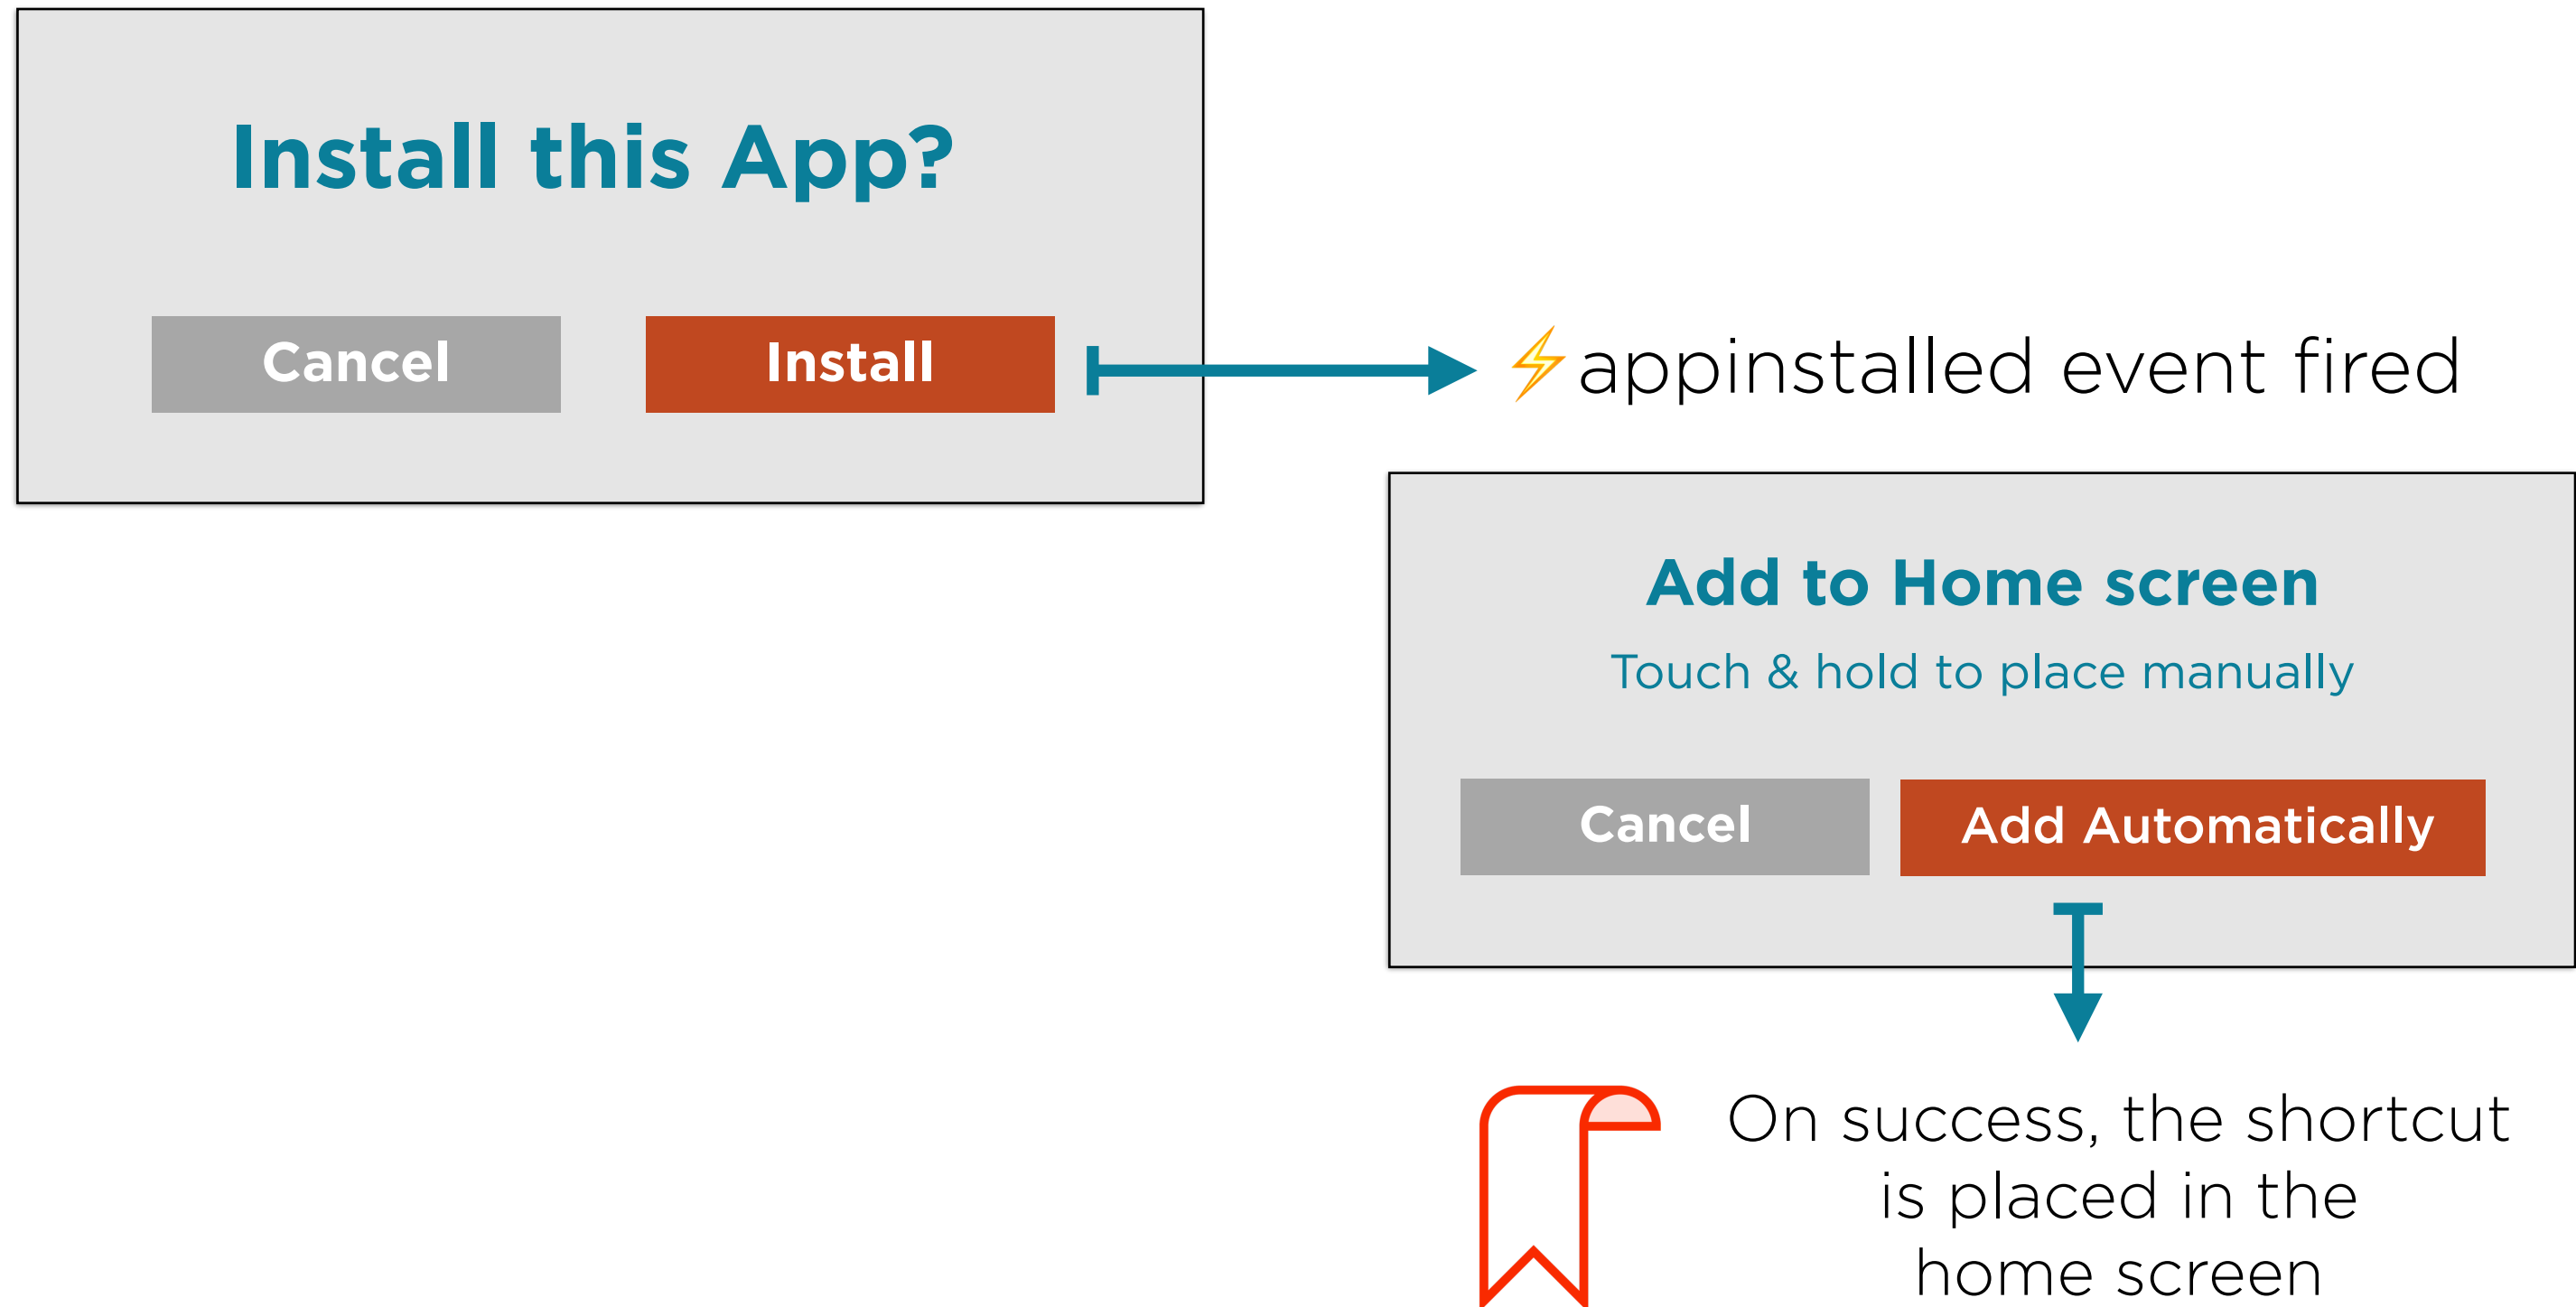 Install this App?
Cancel
Install
⚡appinstalled event fired
Add to Home screen
Touch & hold to place manually
Cancel
Add Automatically
On success, the shortcut
is placed in the
home screen